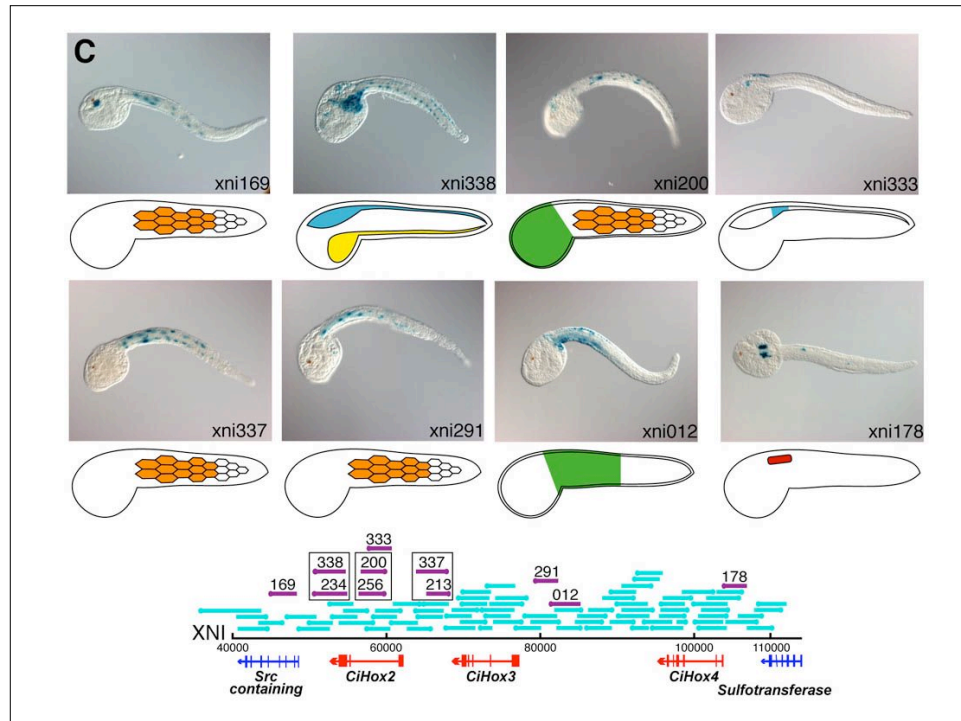 C
xni169
xni338
xni200
xni333
xni337
xni291
xni012
xni178
333
338 200 337 291 178
169 234 256 213 012
XNI
40000 60000 80000 100000 110000
Src containing CiHox2 CiHox3 CiHox4 Sulfotransferase